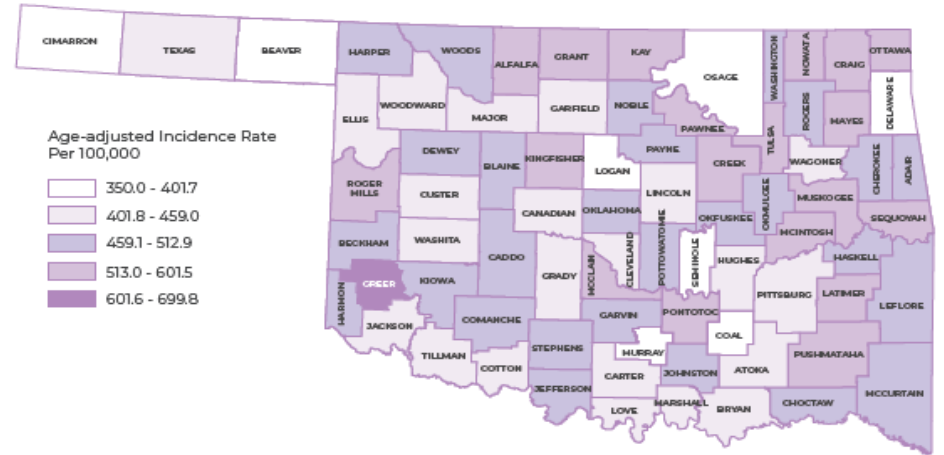 CIMARRON
TEXAS
BEAVER
HARPER
WOODS
ALFALFA
GRANT
KAY
OSAGE
WASHINGTON
NOWATA
CRAIG
OTTAWA
DELAWARE
ELLIS
WOODWARD
MAJOR
GARFIELD
NOBLE
PAWNEE
ROGERS
MAYES
TULSA
Age-adjusted Incidence Rate
Per 100,000
350.0 - 401.7
401.8 - 459.0
459.1 - 512.9
513.0 - 601.5
601.6 - 699.8
DEWEY
BLAINE
KINGFISHER
LOGAN
PAYNE
CREEK
WAGONER
CHEROKEE
ADAIR
ROGER
MILLS
CUSTER
CANADIAN
OKLAHOMA
LINCOLN
OKFUSKEE
OKMULGEE
MUSKOGEE
SEQUOYAH
BECKHAM
WASHITA
CADDO
GRADY
MCCLAIN
CLEVELAND
POTTOWATOMIE
SEMINOLE
HUGHES
MCINTOSH
HASKELL
HARMON
GREER
KIOWA
COMANCHE
GARVIN
PONTOTOC
PITTSBURG
LATIMER
LEFLORE
JACKSON
TILLMAN
COTTON
STEPHENS
MURRAY
COAL
ATOKA
PUSHMATAHA
JEFFERSON
CARTER
JOHNSTON
LOVE
MARSHALL
BRYAN
CHOCTAW
MCCURTAIN